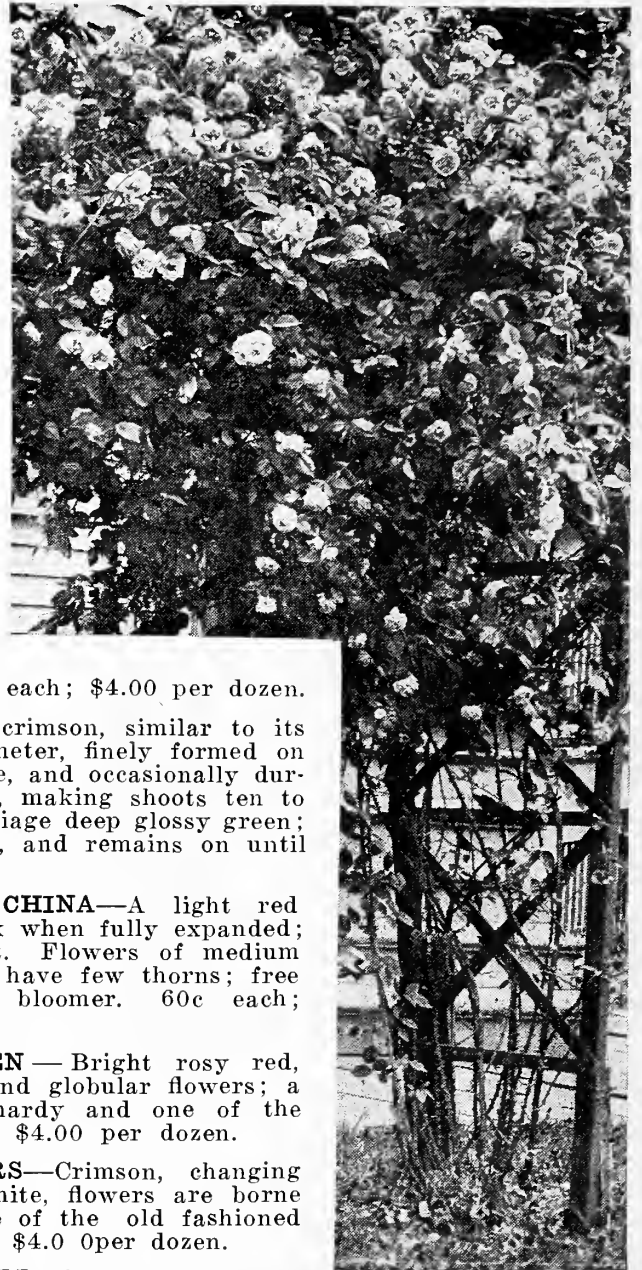 each; $4.00 per dozen.
crimson, similar to its
neter, finely formed on
e, and occasionally dur-
, making shoots ten to
iage deep glossy green;
, and remains on until
CHINA—A light red
when fully expanded;
. Flowers of medium
have few thorns; free
bloomer. 60c each;
EN — Bright rosy red,
nd globular flowers; a
hardy and one of the
$4.00 per dozen.
RS—Crimson, changing
hite, flowers are borne
of the old fashioned
$4.0 0per dozen.